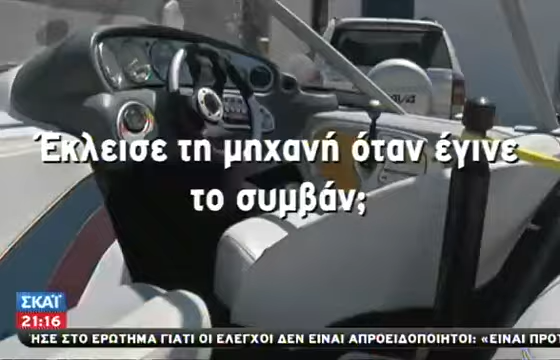 Έκλεισε τη μηχανή όταν έγινε
το συμβάν;
ΣΚΑΪ
21:16
ΗΣΕ ΣΤΟ ΕΡΩΤΗΜΑ ΓΙΑΤΙ ΟΙ ΕΛΕΓΧΟΙ ΔΕΝ ΕΙΝΑΙ ΑΠΡΟΕΙΔΟΠΟΙΗΤΟΙ: «ΕΙΝΑΙ ΠΡΟ